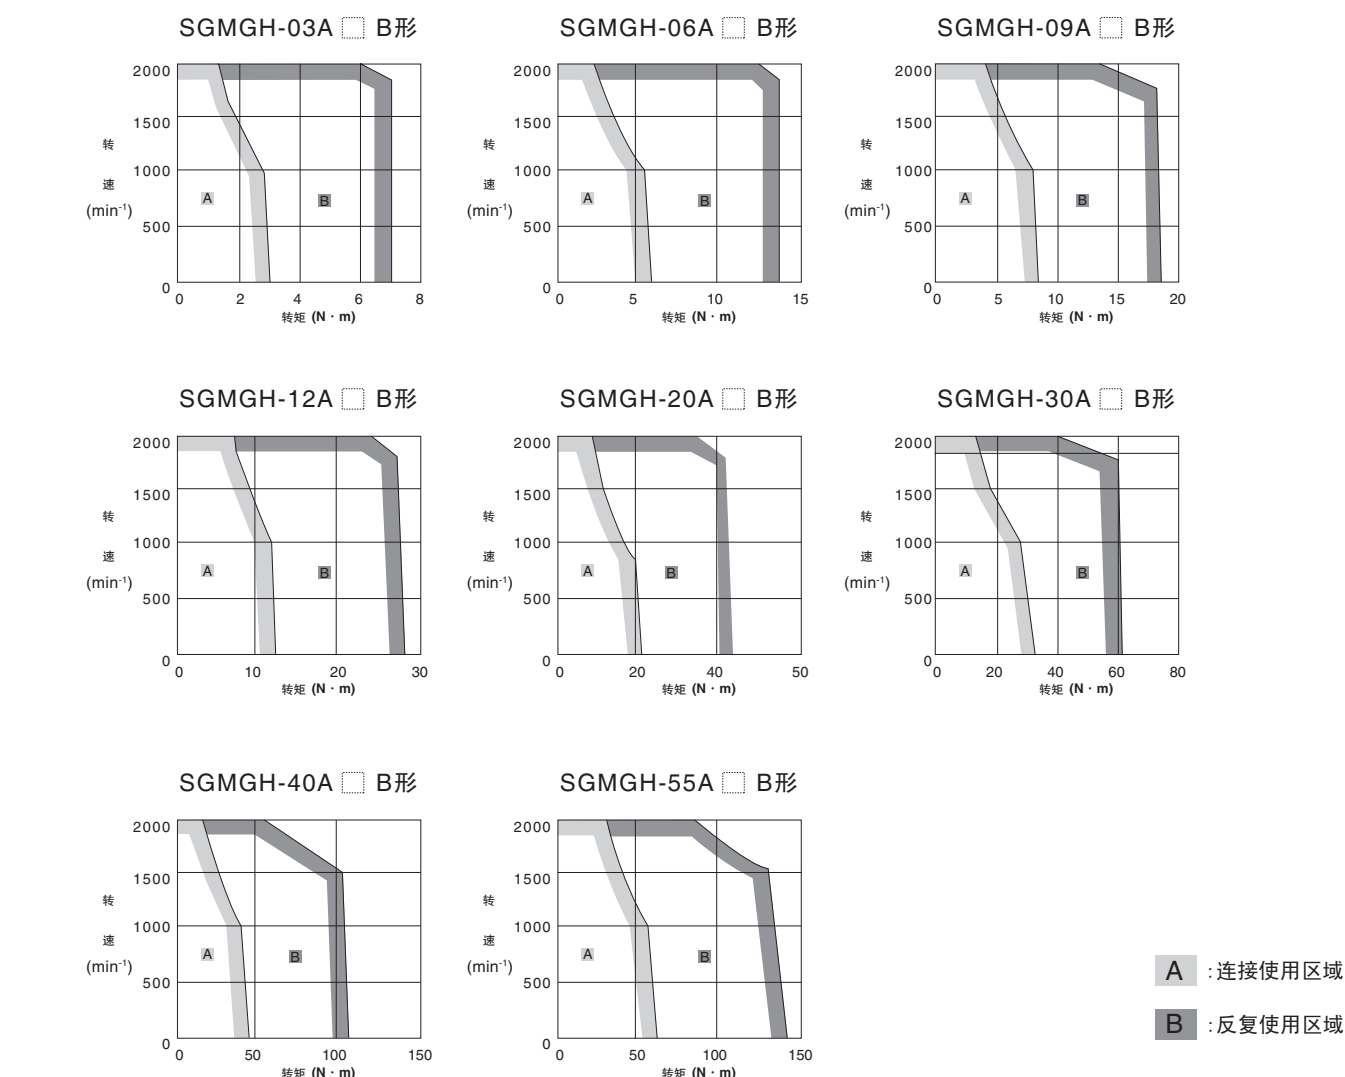 SGMGH-03A B形
SGMGH-06A B形
SGMGH-09A B形
2000
1500
1000
500
0
转
速
(min-1)
A
B
0 2 4 6 8
转矩 (N·m)
2000
1500
1000
500
0
转
速
(min-1)
A
B
0 5 10 15
转矩 (N·m)
2000
1500
1000
500
0
转
速
(min-1)
A
B
0 5 10 15 20
转矩 (N·m)
SGMGH-12A B形
SGMGH-20A B形
SGMGH-30A B形
2000
1500
1000
500
0
转
速
(min-1)
A
B
0 10 20 30
转矩 (N·m)
2000
1500
1000
500
0
转
速
(min-1)
A
B
0 20 40 50
转矩 (N·m)
2000
1500
1000
500
0
转
速
(min-1)
A
B
0 20 40 60 80
转矩 (N·m)
SGMGH-40A B形
SGMGH-55A B形
2000
1500
1000
500
0
转
速
(min-1)
A
B
0 50 100 150
转矩 (N·m)
2000
1500
1000
500
0
转
速
(min-1)
A
B
0 50 100 150
转矩 (N·m)
A :连接使用区域
B :反复使用区域